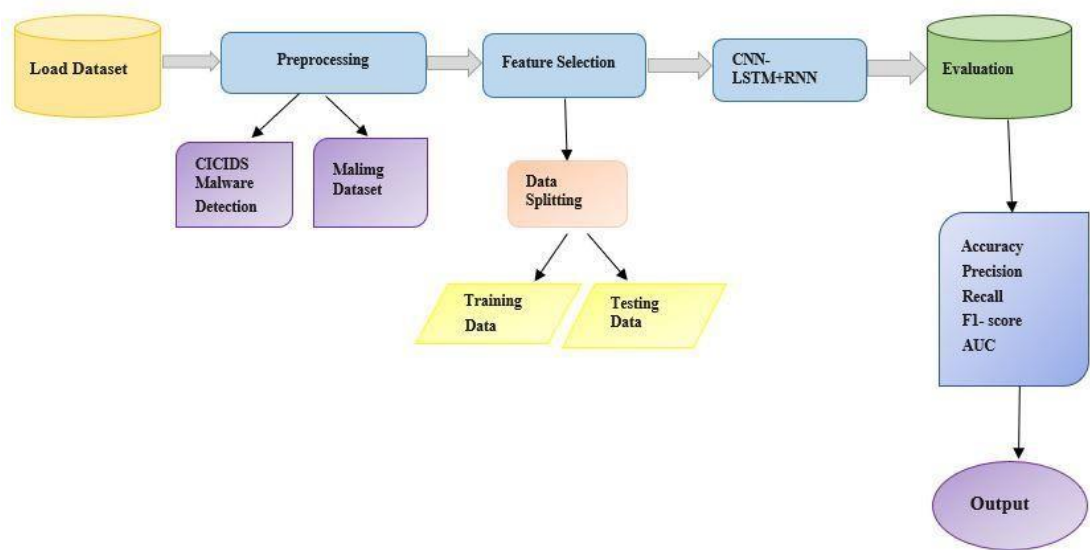 Load Dataset
Preprocessing
Feature Selection
CNN-
LSTM+RNN
Evaluation
CICIDS
Malware
Detection
Malimg
Dataset
Data
Splitting
Training
Data
Testing
Data
Accuracy
Precision
Recall
F1- score
AUC
Output